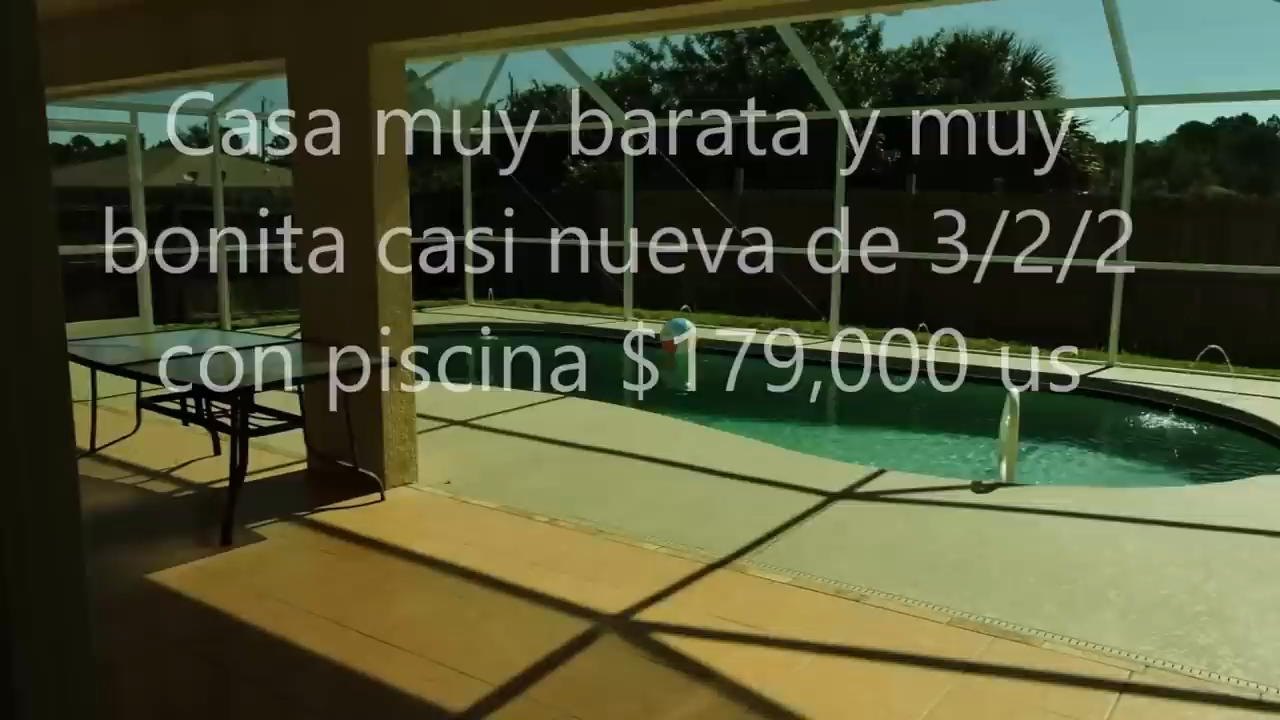 Casa muy barata y muy
bonita casi nueva de 3/2/2
con piscina $179,000 us